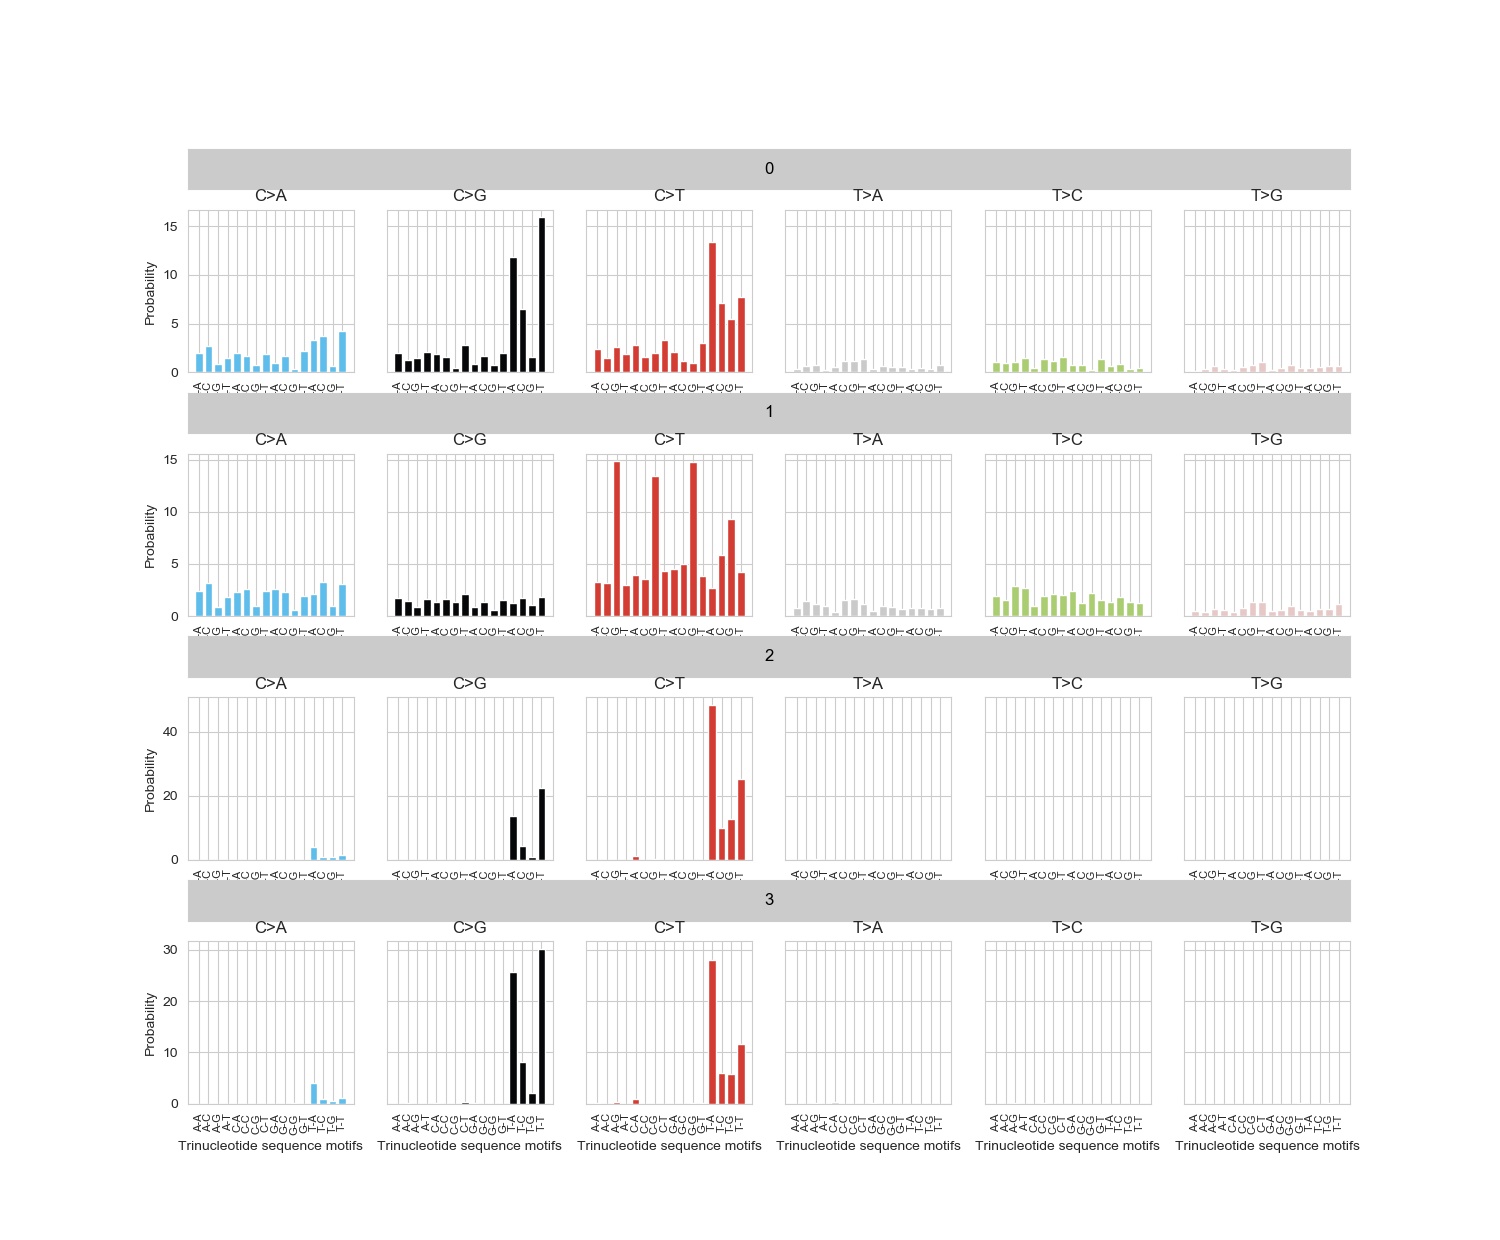 0
C>A C>G C>T T>A T>C T>G
15
10
5
0
Probability
1
C>A C>G C>T T>A T>C T>G
15
10
5
0
Probability
2
C>A C>G C>T T>A T>C T>G
40
20
0
Probability
3
C>A C>G C>T T>A T>C T>G
30
20
10
0
Probability
A-A A-C A-G A-T C-A C-C C-G C-T G-A G-C G-G G-T T-A T-C T-G T-T
A-A A-C A-G A-T C-A C-C C-G C-T G-A G-C G-G G-T T-A T-C T-G T-T
A-A A-C A-G A-T C-A C-C C-G C-T G-A G-C G-G G-T T-A T-C T-G T-T
A-A A-C A-G A-T C-A C-C C-G C-T G-A G-C G-G G-T T-A T-C T-G T-T
A-A A-C A-G A-T C-A C-C C-G C-T G-A G-C G-G G-T T-A T-C T-G T-T
A-A A-C A-G A-T C-A C-C C-G C-T G-A G-C G-G G-T T-A T-C T-G T-T
Trinucleotide sequence motifs Trinucleotide sequence motifs Trinucleotide sequence motifs Trinucleotide sequence motifs Trinucleotide sequence motifs Trinucleotide sequence motifs